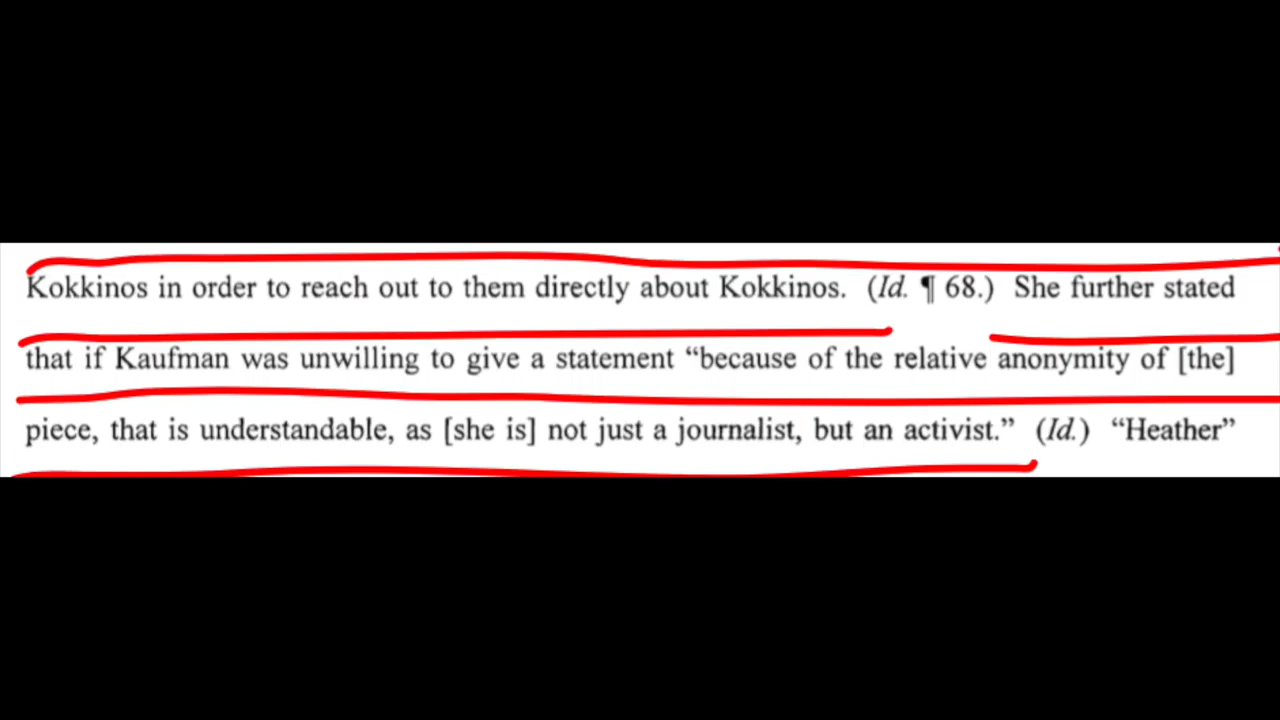 Kokkinos in order to reach out to them directly about Kokkinos. (Id. ¶ 68.) She further stated
that if Kaufman was unwilling to give a statement “because of the relative anonymity of [the]
piece, that is understandable, as [she is] not just a journalist, but an activist.” (Id.) “Heather”